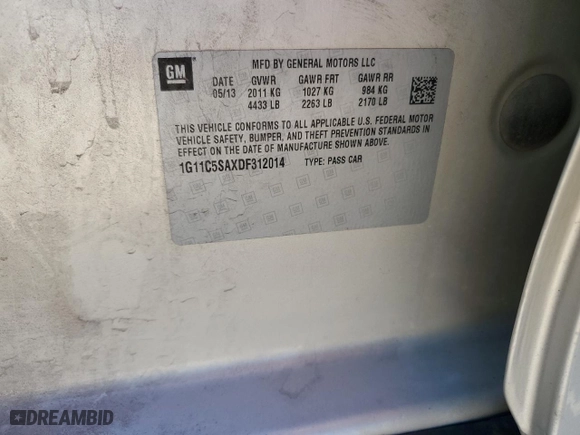 GM
MFD BY GENERAL MOTORS LLC
DATE GVWR GAWR FRT GAWR RR
05/13 2011 KG 1027 KG 984 KG
4433 LB 2263 LB 2170 LB
THIS VEHICLE CONFORMS TO ALL APPLICABLE U.S. FEDERAL MOTOR
VEHICLE SAFETY, BUMPER, AND THEFT PREVENTION STANDARDS IN
EFFECT ON THE DATE OF MANUFACTURE SHOWN ABOVE.
1G11C5SAXDF312014 TYPE: PASS CAR
DREAMBID